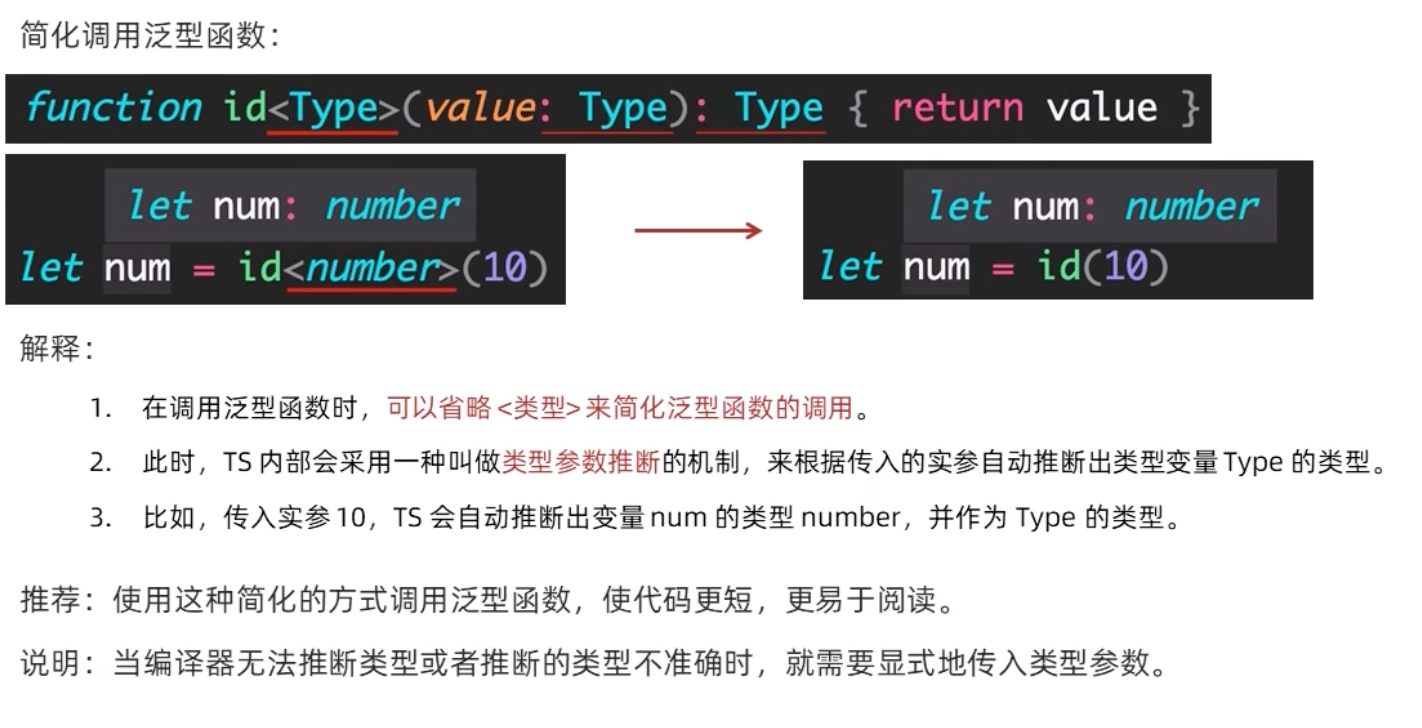 简化调用泛型函数：
function id<Type>(value: Type): Type { return value }
let num: number
let num = id<number>(10)
let num: number
let num = id(10)
解释：
1. 在调用泛型函数时，可以省略<类型>来简化泛型函数的调用。
2. 此时，TS 内部会采用一种叫做类型参数推断的机制，来根据传入的实参自动推断出类型变量 Type 的类型。
3. 比如，传入实参 10，TS 会自动推断出变量 num 的类型 number，并作为 Type 的类型。
推荐：使用这种简化的方式调用泛型函数，使代码更短，更易于阅读。
说明：当编译器无法推断类型或者推断的类型不准确时，就需要显式地传入类型参数。